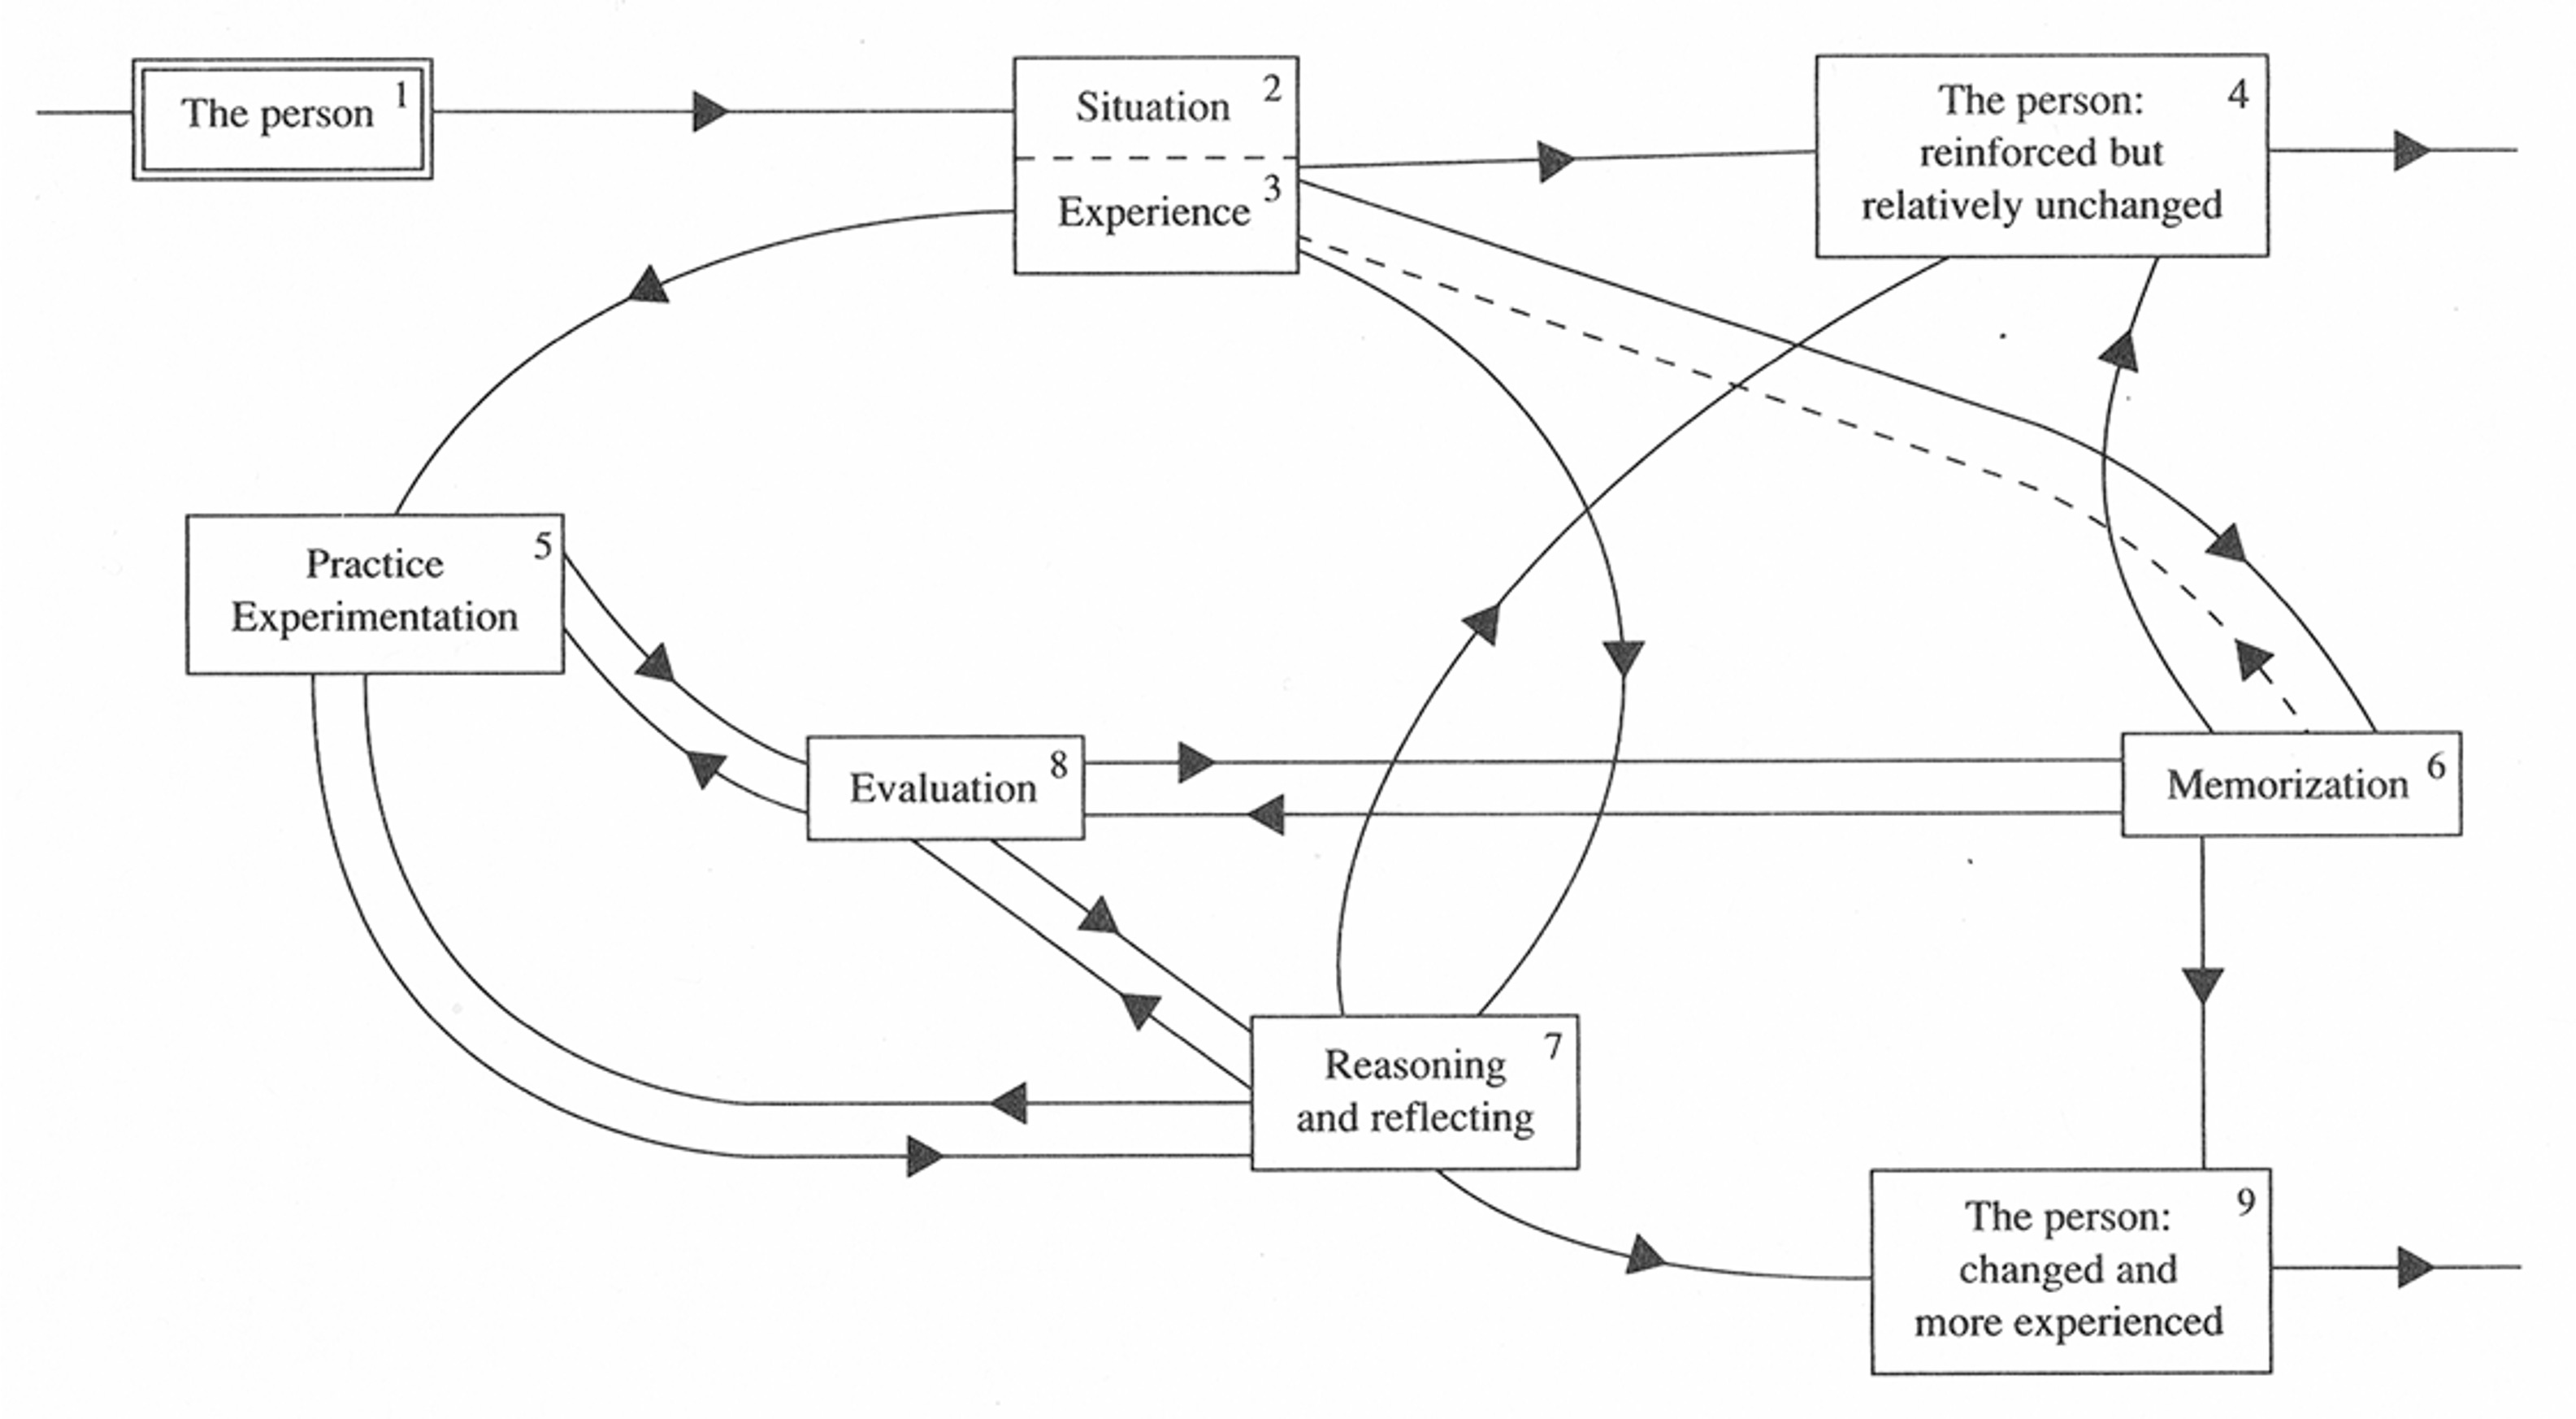 The person 1
Situation 2
Experience 3
The person: 4
reinforced but
relatively unchanged
Practice 5
Experimentation
Evaluation 8
Memorization 6
Reasoning 7
and reflecting
The person: 9
changed and
more experienced